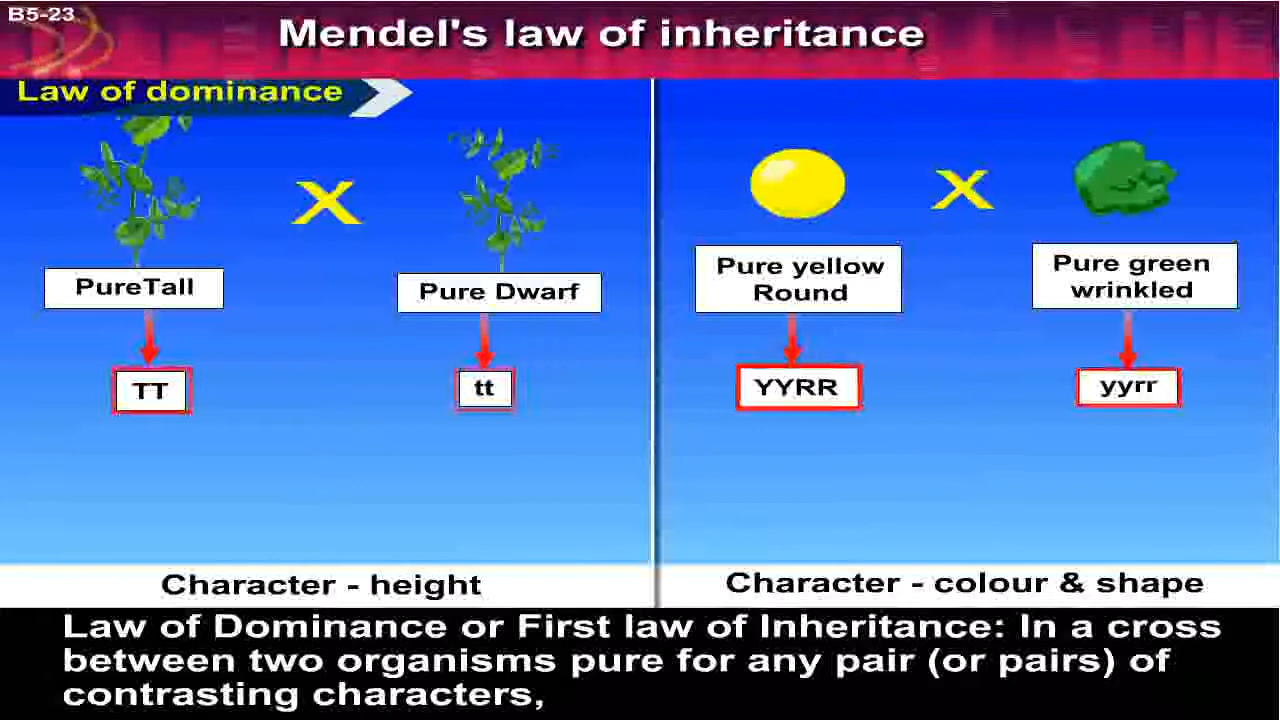 B5-23
Mendel's law of inheritance
Law of dominance
X
X
PureTall
Pure Dwarf
Pure yellow
Round
Pure green
wrinkled
TT
tt
YYRR
yyrr
Character - height
Character - colour & shape
Law of Dominance or First law of Inheritance: In a cross
between two organisms pure for any pair (or pairs) of
contrasting characters,